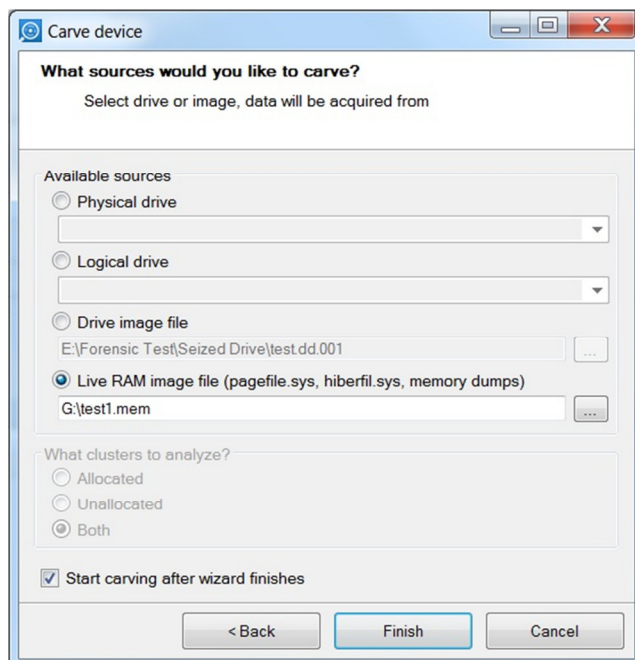 Carve device
What sources would you like to carve?
Select drive or image, data will be acquired from
Available sources
Physical drive
Logical drive
Drive image file
E:\Forensic Test\Seized Drive\test.dd.001
...
Live RAM image file (pagefile.sys, hiberfil.sys, memory dumps)
G:\test1.mem
...
What clusters to analyze?
Allocated
Unallocated
Both
Start carving after wizard finishes
< Back Finish Cancel